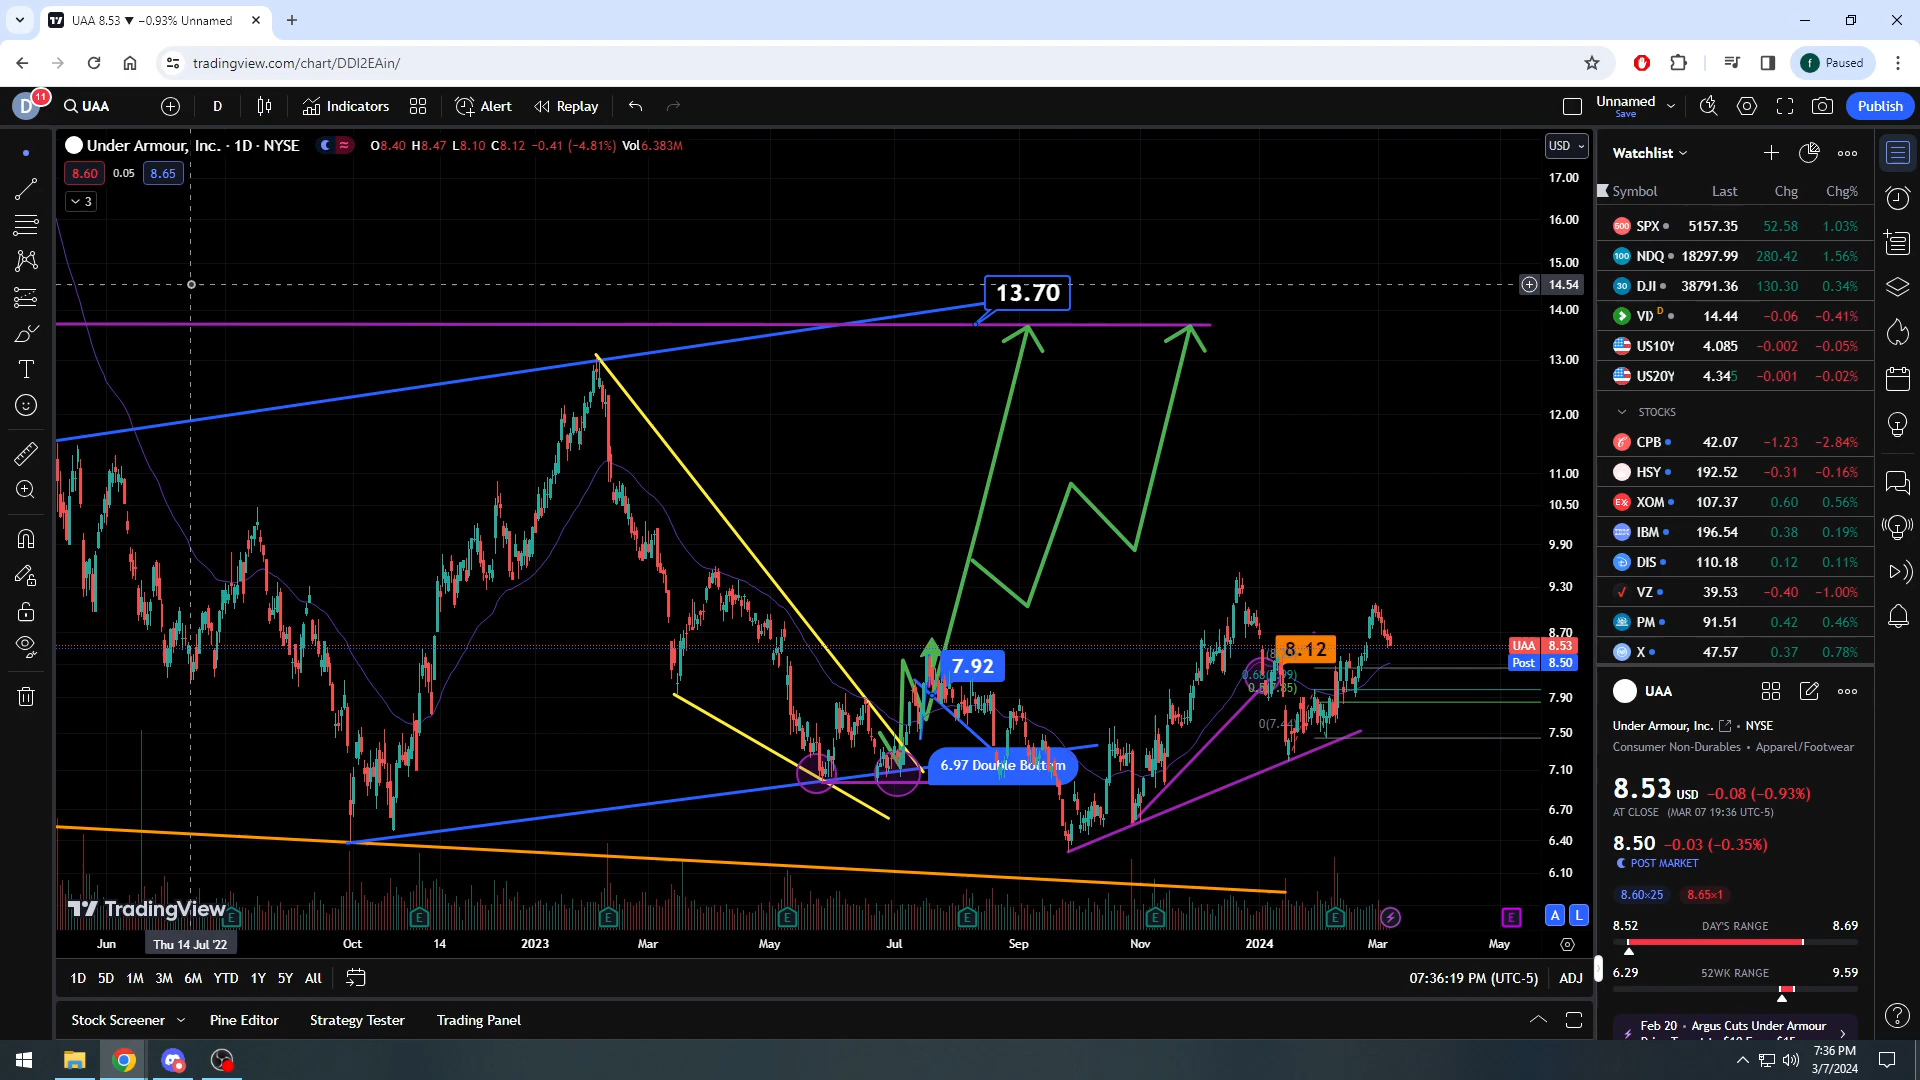 UAA 8.53 ▼ −0.93% Unnamed
tradingview.com/chart/DDI2EAin/
f Paused
D 11 UAA D Indicators Alert Replay Unnamed Save Publish
Under Armour, Inc. · 1D · NYSE O8.40 H8.47 L8.10 C8.12 −0.41 (−4.81%) Vol6.383M USD
8.60 0.05 8.65
3
17.00
16.00
15.00
14.54
14.00
13.00
12.00
11.00
10.50
9.90
9.30
8.70
UAA 8.53
Post 8.50
7.90
7.50
7.10
6.70
6.40
6.10
13.70
7.92
8.12
6.97 Double Bottom
TradingView
E E E E E E E E
A L
Jun Thu 14 Jul '22 Oct 14 2023 Mar May Jul Sep Nov 2024 Mar May
1D 5D 1M 3M 6M YTD 1Y 5Y All 07:36:19 PM (UTC-5) ADJ
Stock Screener Pine Editor Strategy Tester Trading Panel
Watchlist
Symbol Last Chg Chg%
500 SPX 5157.35 52.58 1.03%
100 NDQ 18297.99 280.42 1.56%
30 DJI 38791.36 130.30 0.34%
VIX D 14.44 −0.06 −0.41%
US10Y 4.085 −0.002 −0.05%
US20Y 4.345 −0.001 −0.02%
STOCKS
CPB 42.07 −1.23 −2.84%
HSY 192.52 −0.31 −0.16%
XOM 107.37 0.60 0.56%
IBM 196.54 0.38 0.19%
DIS 110.18 0.12 0.11%
VZ 39.53 −0.40 −1.00%
PM 91.51 0.42 0.46%
X 47.57 0.37 0.78%
UAA
Under Armour, Inc. • NYSE
Consumer Non-Durables • Apparel/Footwear
8.53 USD −0.08 (−0.93%)
AT CLOSE (MAR 07 19:36 UTC-5)
8.50 −0.03 (−0.35%)
POST MARKET
8.60×25 8.65×1
8.52 DAY'S RANGE 8.69
6.29 52WK RANGE 9.59
Feb 20 • Argus Cuts Under Armour
7:36 PM
3/7/2024